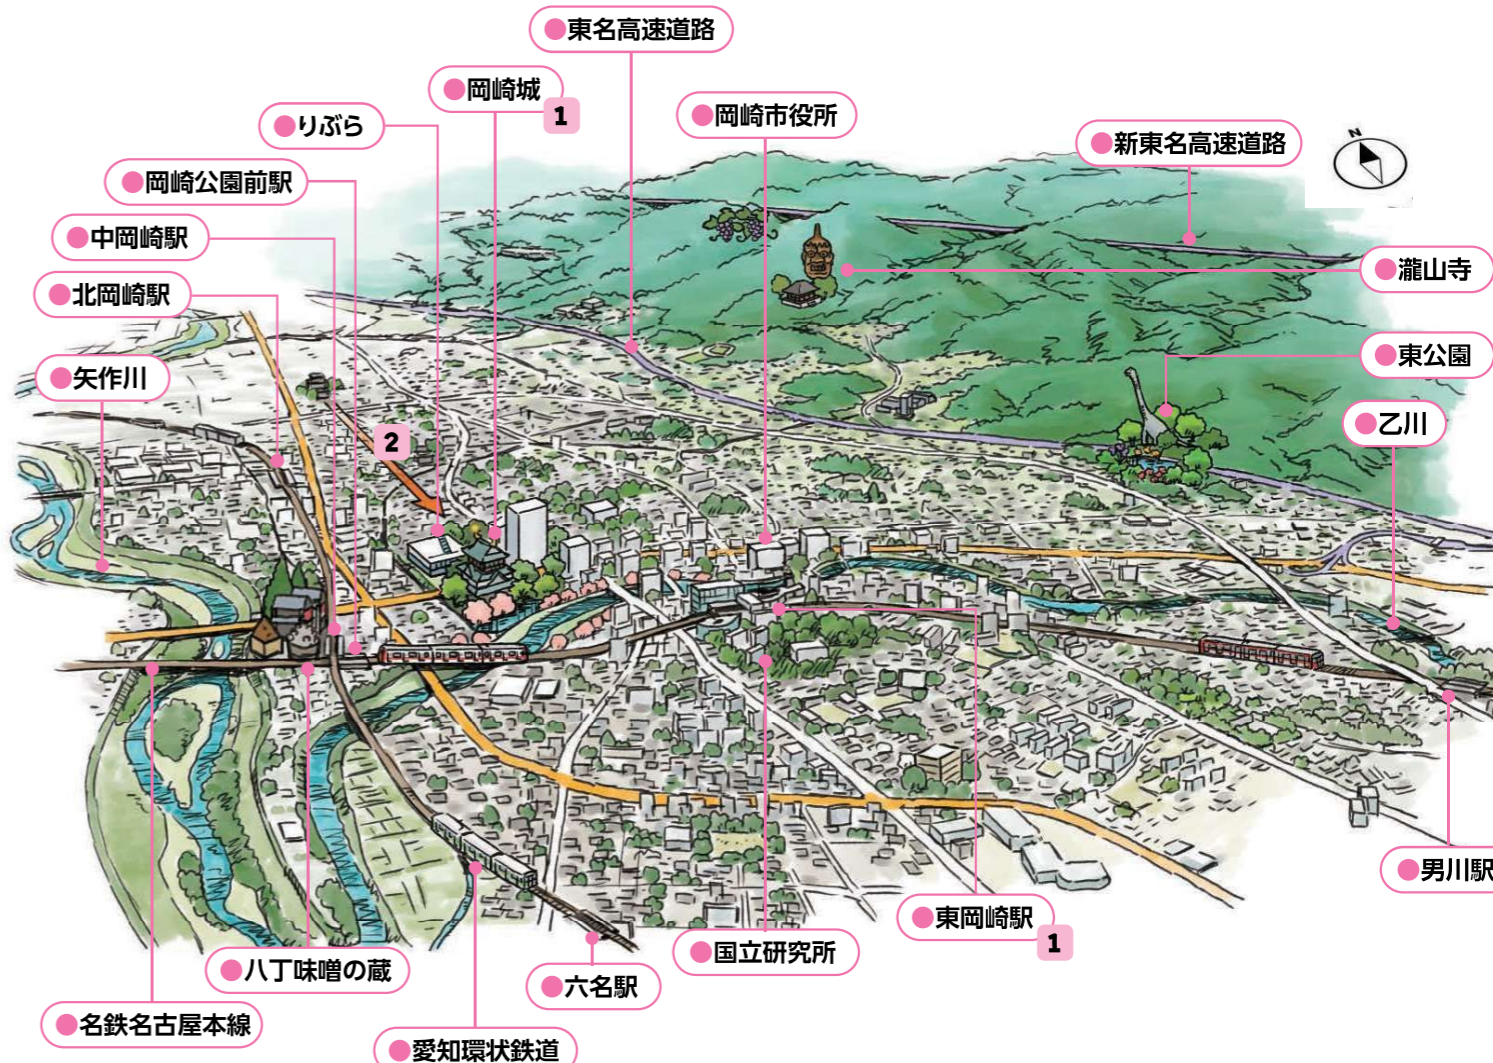 東名高速道路
岡崎城
1
りぶら
岡崎市役所
新東名高速道路
N
岡崎公園前駅
中岡崎駅
北岡崎駅
瀧山寺
矢作川
東公園
乙川
2
男川駅
東岡崎駅
1
国立研究所
八丁味噌の蔵
六名駅
名鉄名古屋本線
愛知環状鉄道